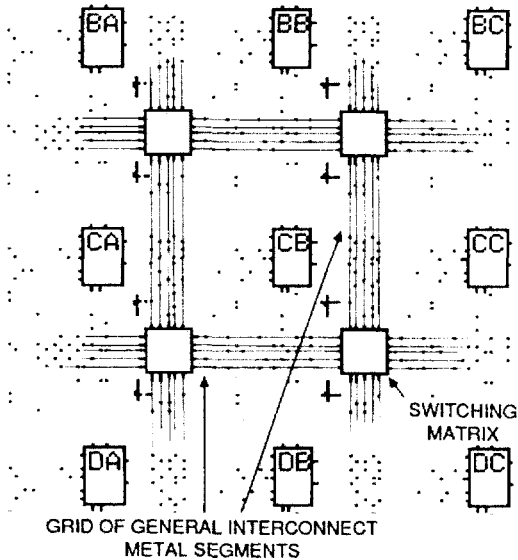 BA BB BC
CA CB CC
SWITCHING
MATRIX
DA DB DC
GRID OF GENERAL INTERCONNECT
METAL SEGMENTS